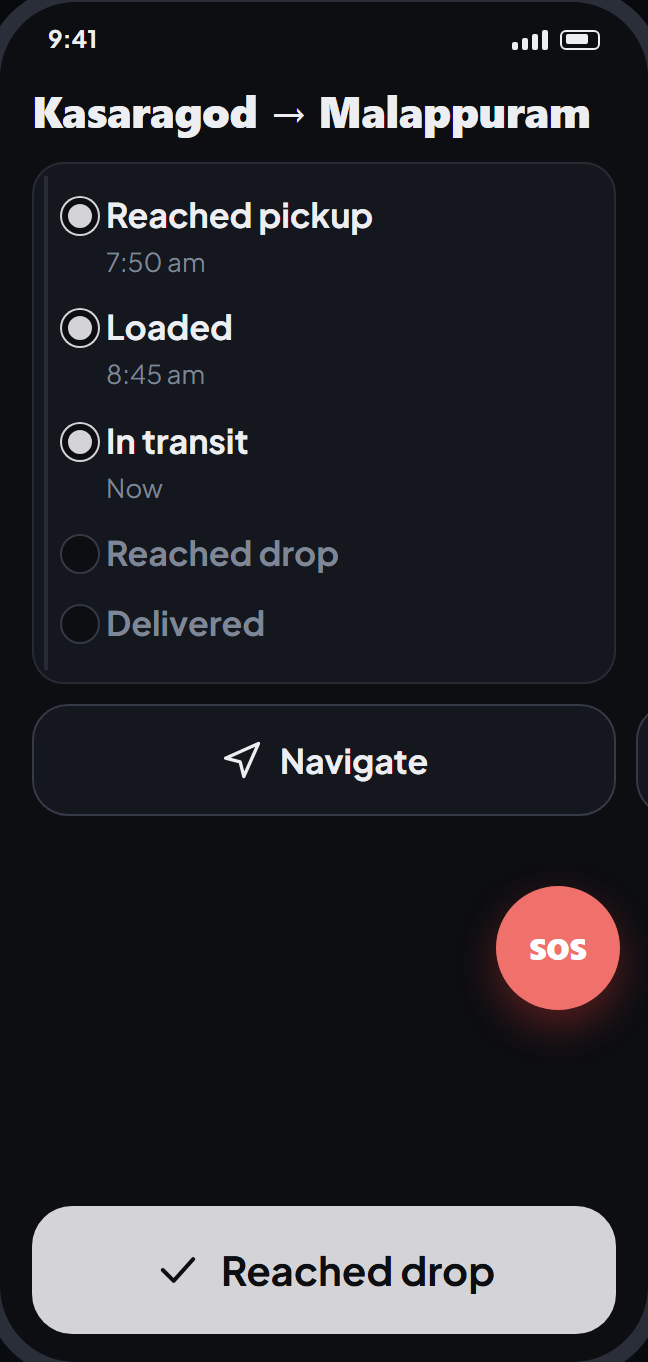 9:41
Kasaragod → Malappuram
Reached pickup
7:50 am
Loaded
8:45 am
In transit
Now
Reached drop
Delivered
Navigate
SOS
Reached drop